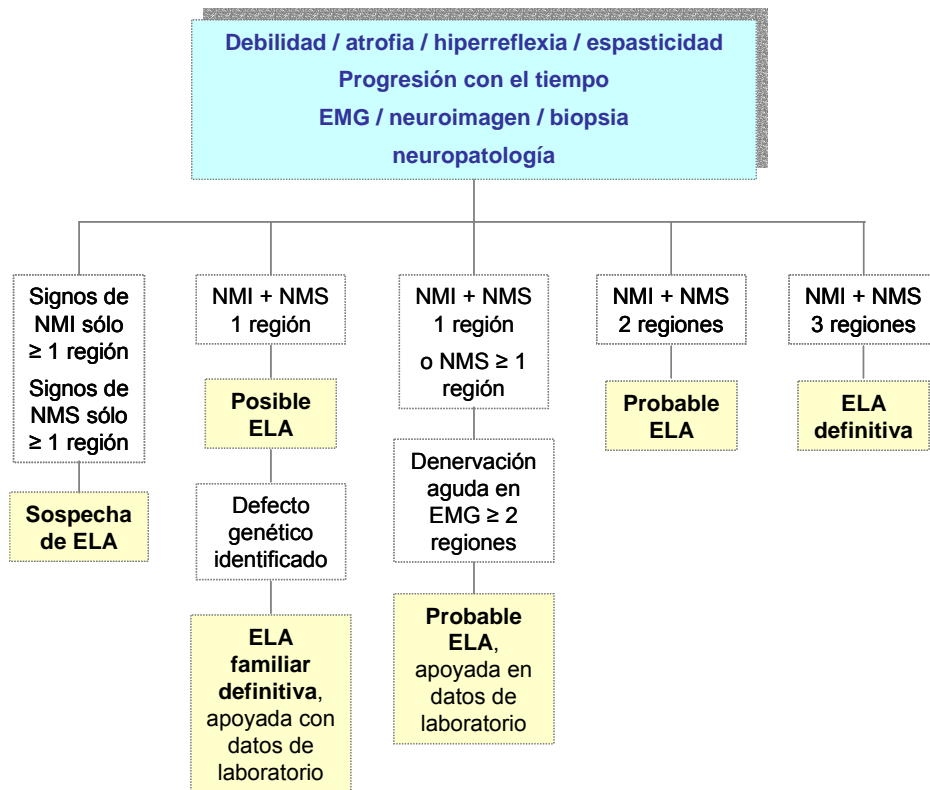 Debilidad / atrofia / hiperreflexia / espasticidad
Progresión con el tiempo
EMG / neuroimagen / biopsia
neuropatología
Signos de
NMI sólo
≥ 1 región
Signos de
NMS sólo
≥ 1 región
Sospecha
de ELA
NMI + NMS
1 región
Posible
ELA
Defecto
genético
identificado
ELA
familiar
definitiva,
apoyada con
datos de
laboratorio
NMI + NMS
1 región
o NMS ≥ 1
región
Denervación
aguda en
EMG ≥ 2
regiones
Probable
ELA,
apoyada en
datos de
laboratorio
NMI + NMS
2 regiones
Probable
ELA
NMI + NMS
3 regiones
ELA
definitiva